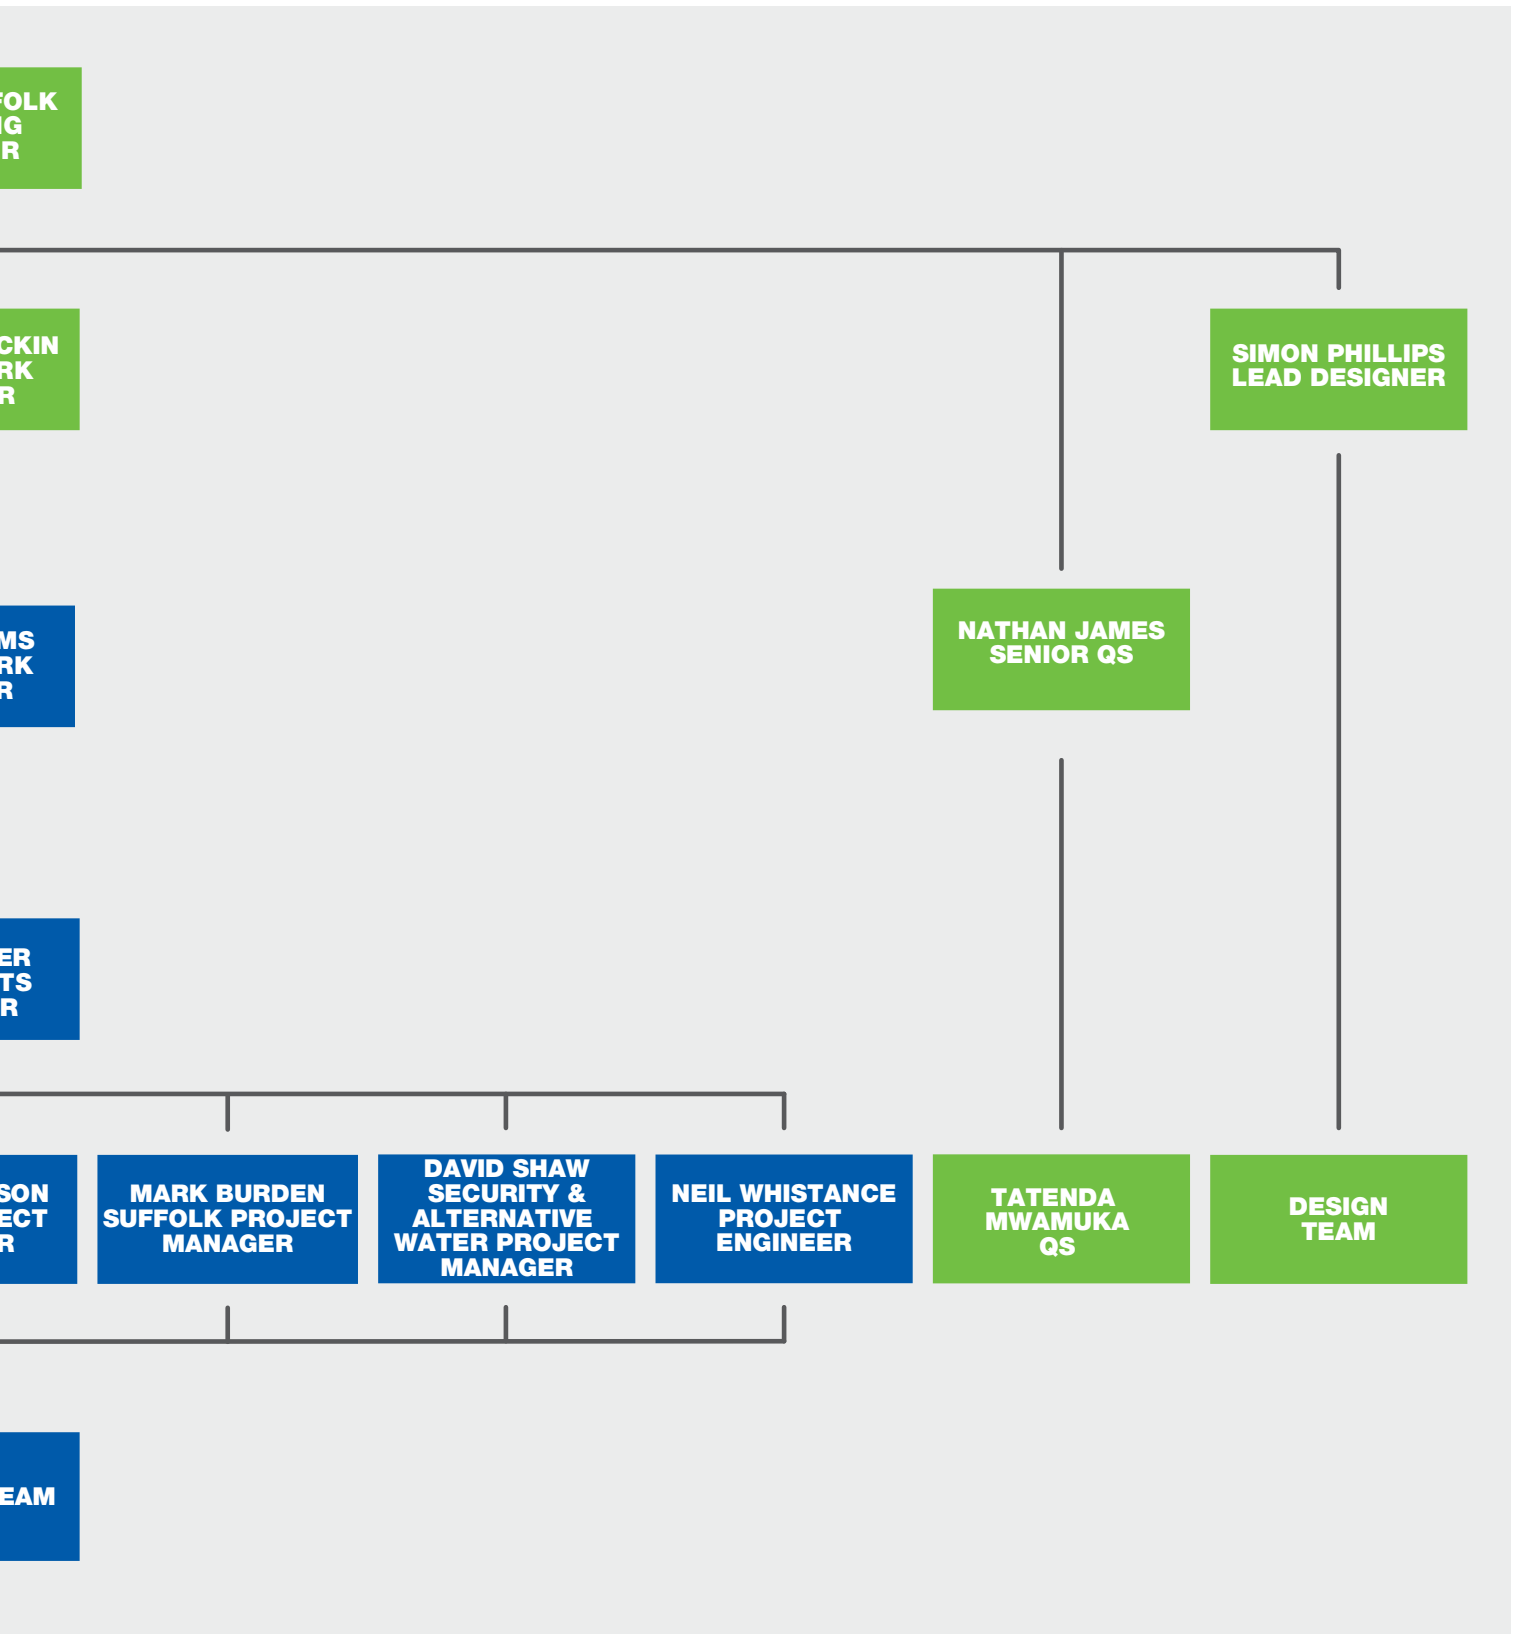 TEAM
SIMON PHILLIPS
LEAD DESIGNER
NATHAN JAMES
SENIOR QS
MARK BURDEN
SUFFOLK PROJECT
MANAGER
DAVID SHAW
SECURITY &
ALTERNATIVE
WATER PROJECT
MANAGER
NEIL WHISTANCE
PROJECT
ENGINEER
TATENDA
MWAMUKA
QS
DESIGN
TEAM